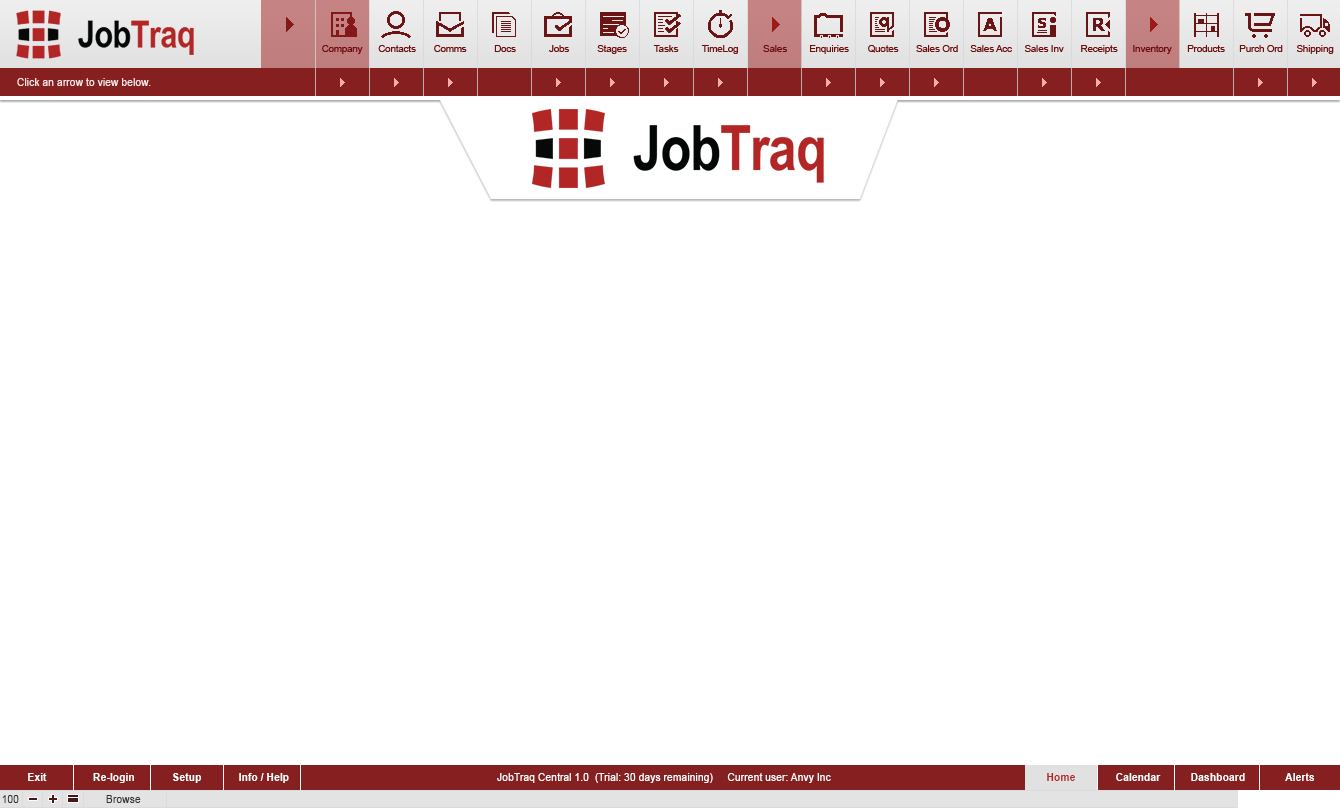 JobTraq
Company Contacts Comms Docs Jobs Stages Tasks TimeLog Sales Enquiries Quotes Sales Ord Sales Acc Sales Inv Receipts Inventory Products Purch Ord Shipping
Click an arrow to view below.
JobTraq
Exit Re-login Setup Info / Help JobTraq Central 1.0 (Trial: 30 days remaining) Current user: Anvy Inc Home Calendar Dashboard Alerts
100 Browse